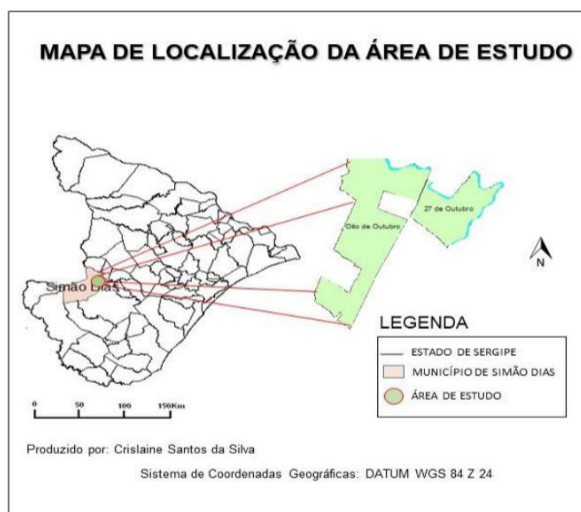 MAPA DE LOCALIZAÇÃO DA ÁREA DE ESTUDO
27 de Outubro
Oito de Outubro
Simão Dias
N
LEGENDA
ESTADO DE SERGIPE
MUNICÍPIO DE SIMÃO DIAS
ÁREA DE ESTUDO
0 50 100 150Km
Produzido por: Crislaine Santos da Silva
Sistema de Coordenadas Geográficas: DATUM WGS 84 Z 24